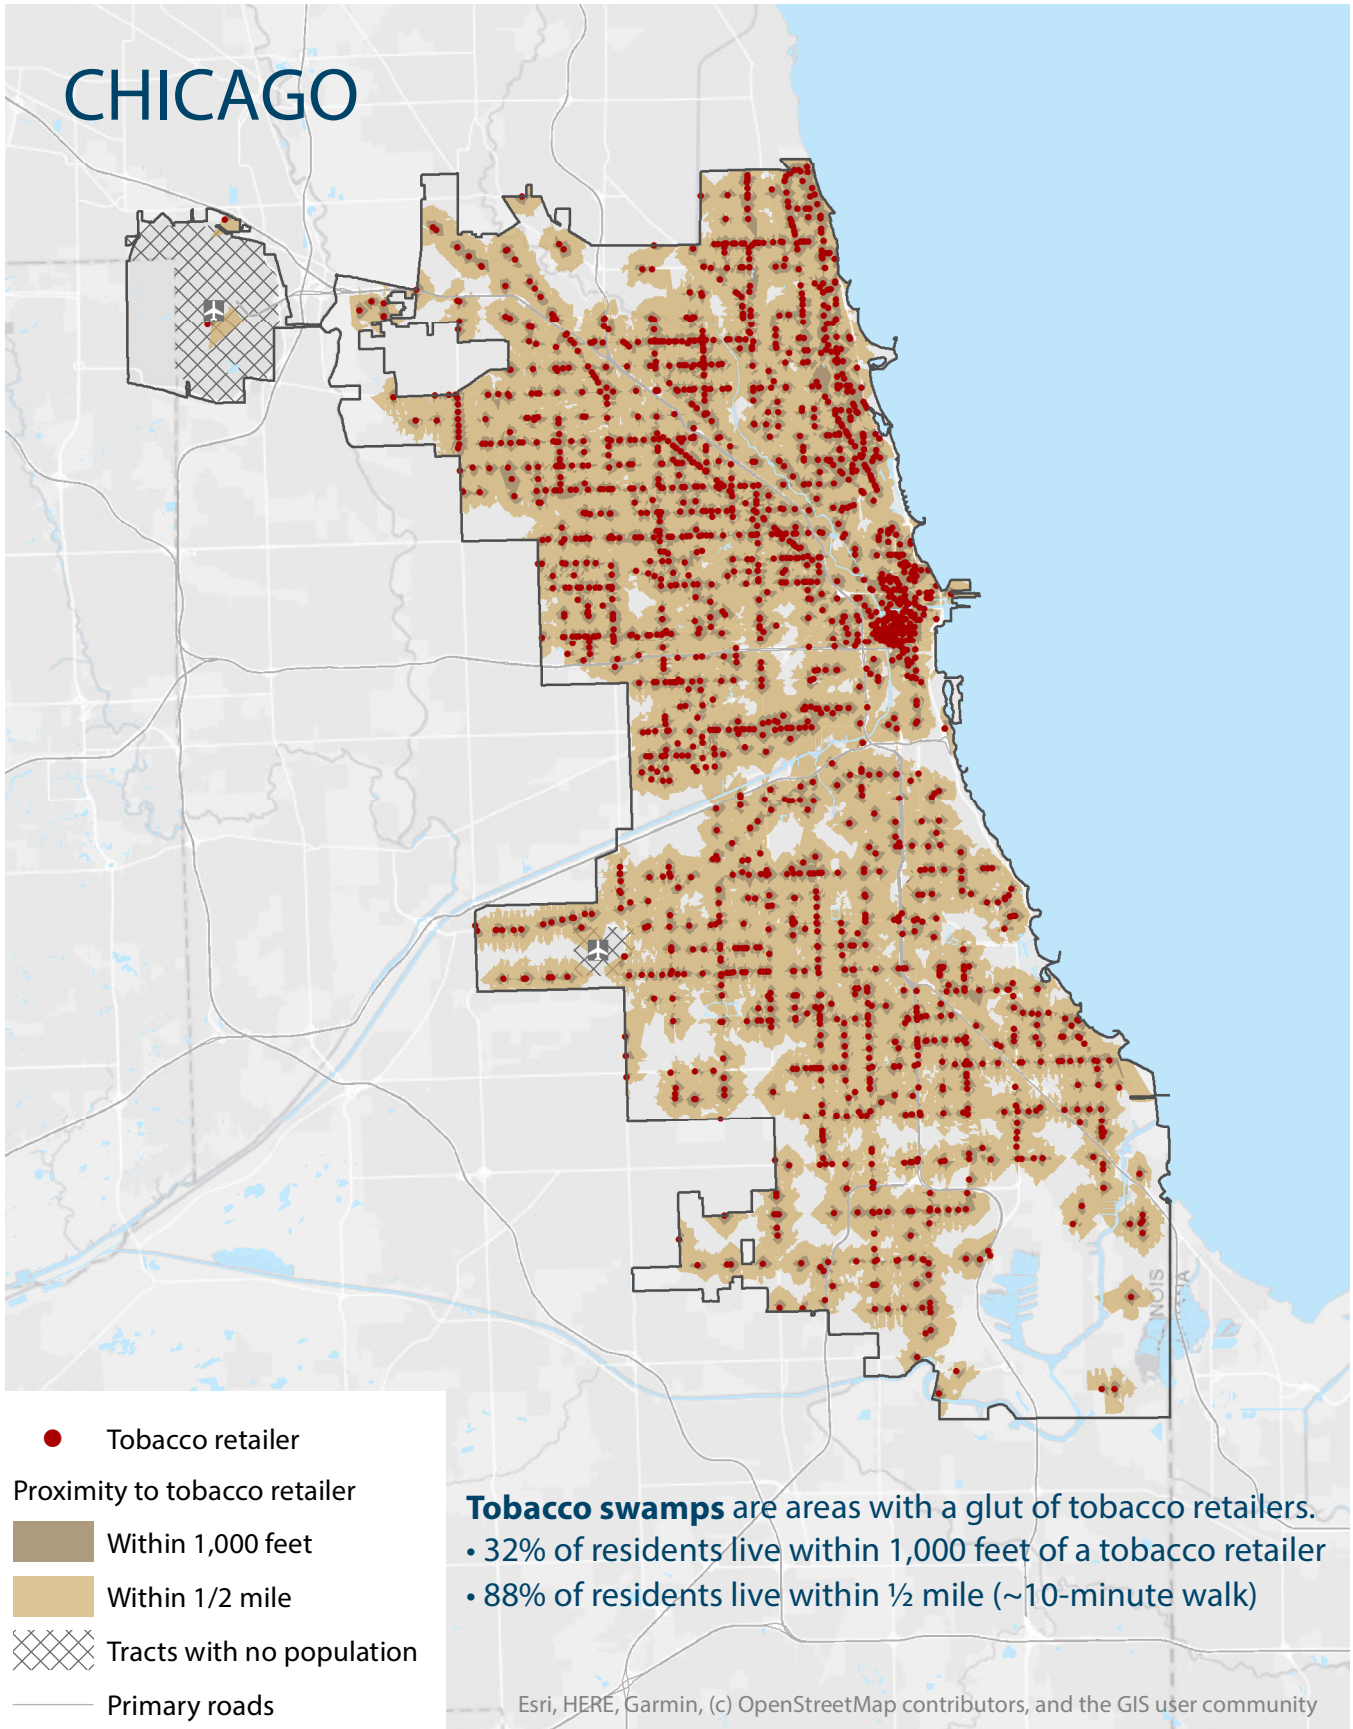 CHICAGO
NOIS
Tobacco retailer
Proximity to tobacco retailer
Within 1,000 feet
Within 1/2 mile
Tracts with no population
Primary roads
Tobacco swamps are areas with a glut of tobacco retailers.
• 32% of residents live within 1,000 feet of a tobacco retailer
• 88% of residents live within ½ mile (~10-minute walk)
Esri, HERE, Garmin, (c) OpenStreetMap contributors, and the GIS user community